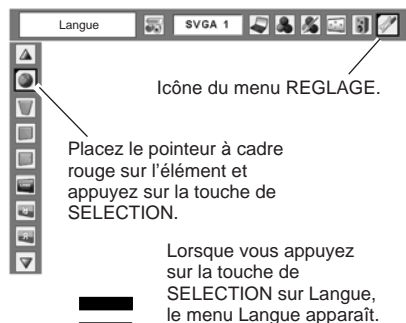 Langue
SVGA 1
Icône du menu REGLAGE.
Placez le pointeur à cadre
rouge sur l'élément et
appuyez sur la touche de
SELECTION.
Lorsque vous appuyez
sur la touche de
SELECTION sur Langue,
le menu Langue apparaît.